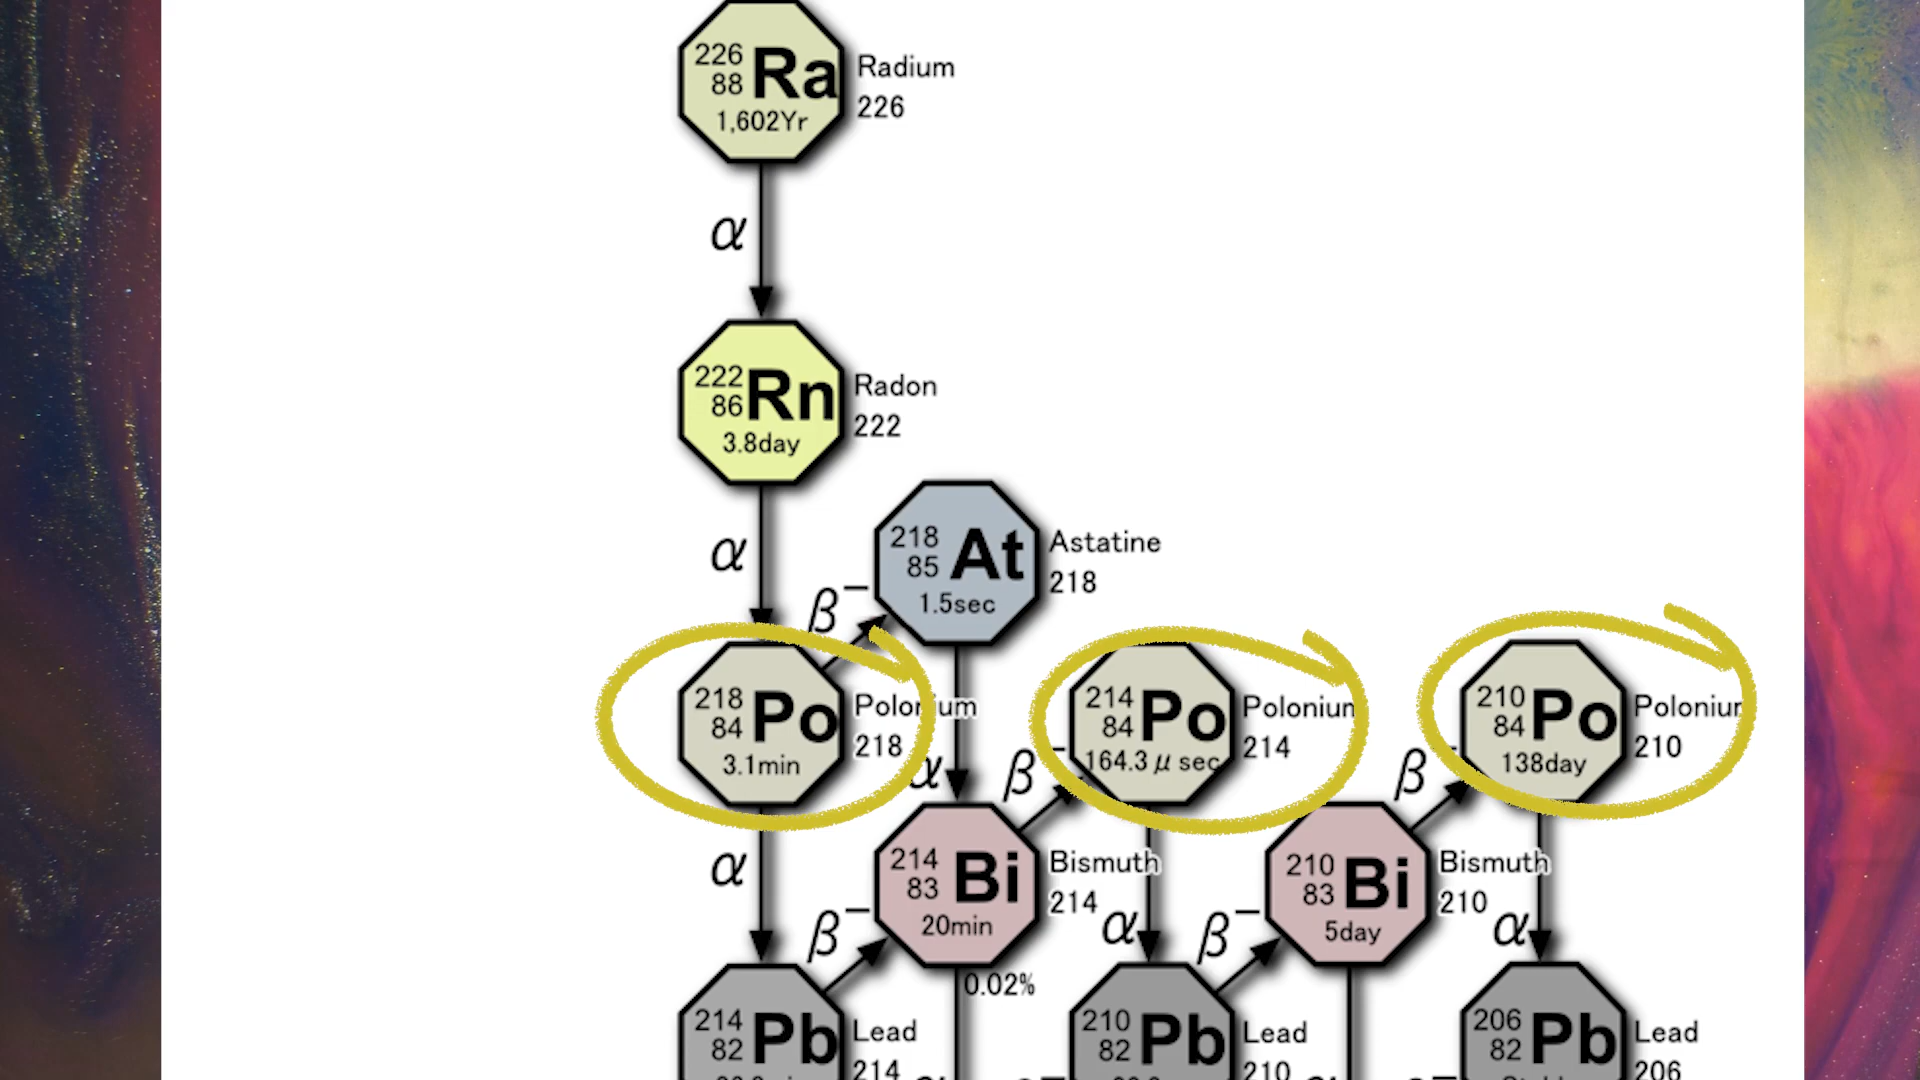 226
88
Ra
1,602Yr
Radium
226
α
222
86
Rn
3.8day
Radon
222
α
218
85
At
1.5sec
Astatine
218
β−
218
84
Po
3.1min
Polonium
218
α
214
84
Po
164.3 μ sec
Polonium
214
β−
210
84
Po
138day
Polonium
210
β−
α
214
83
Bi
20min
Bismuth
214
β−
0.02%
α
210
83
Bi
5day
Bismuth
210
β−
α
214
82
Pb
Lead
214
210
82
Pb
Lead
210
206
82
Pb
Lead
206